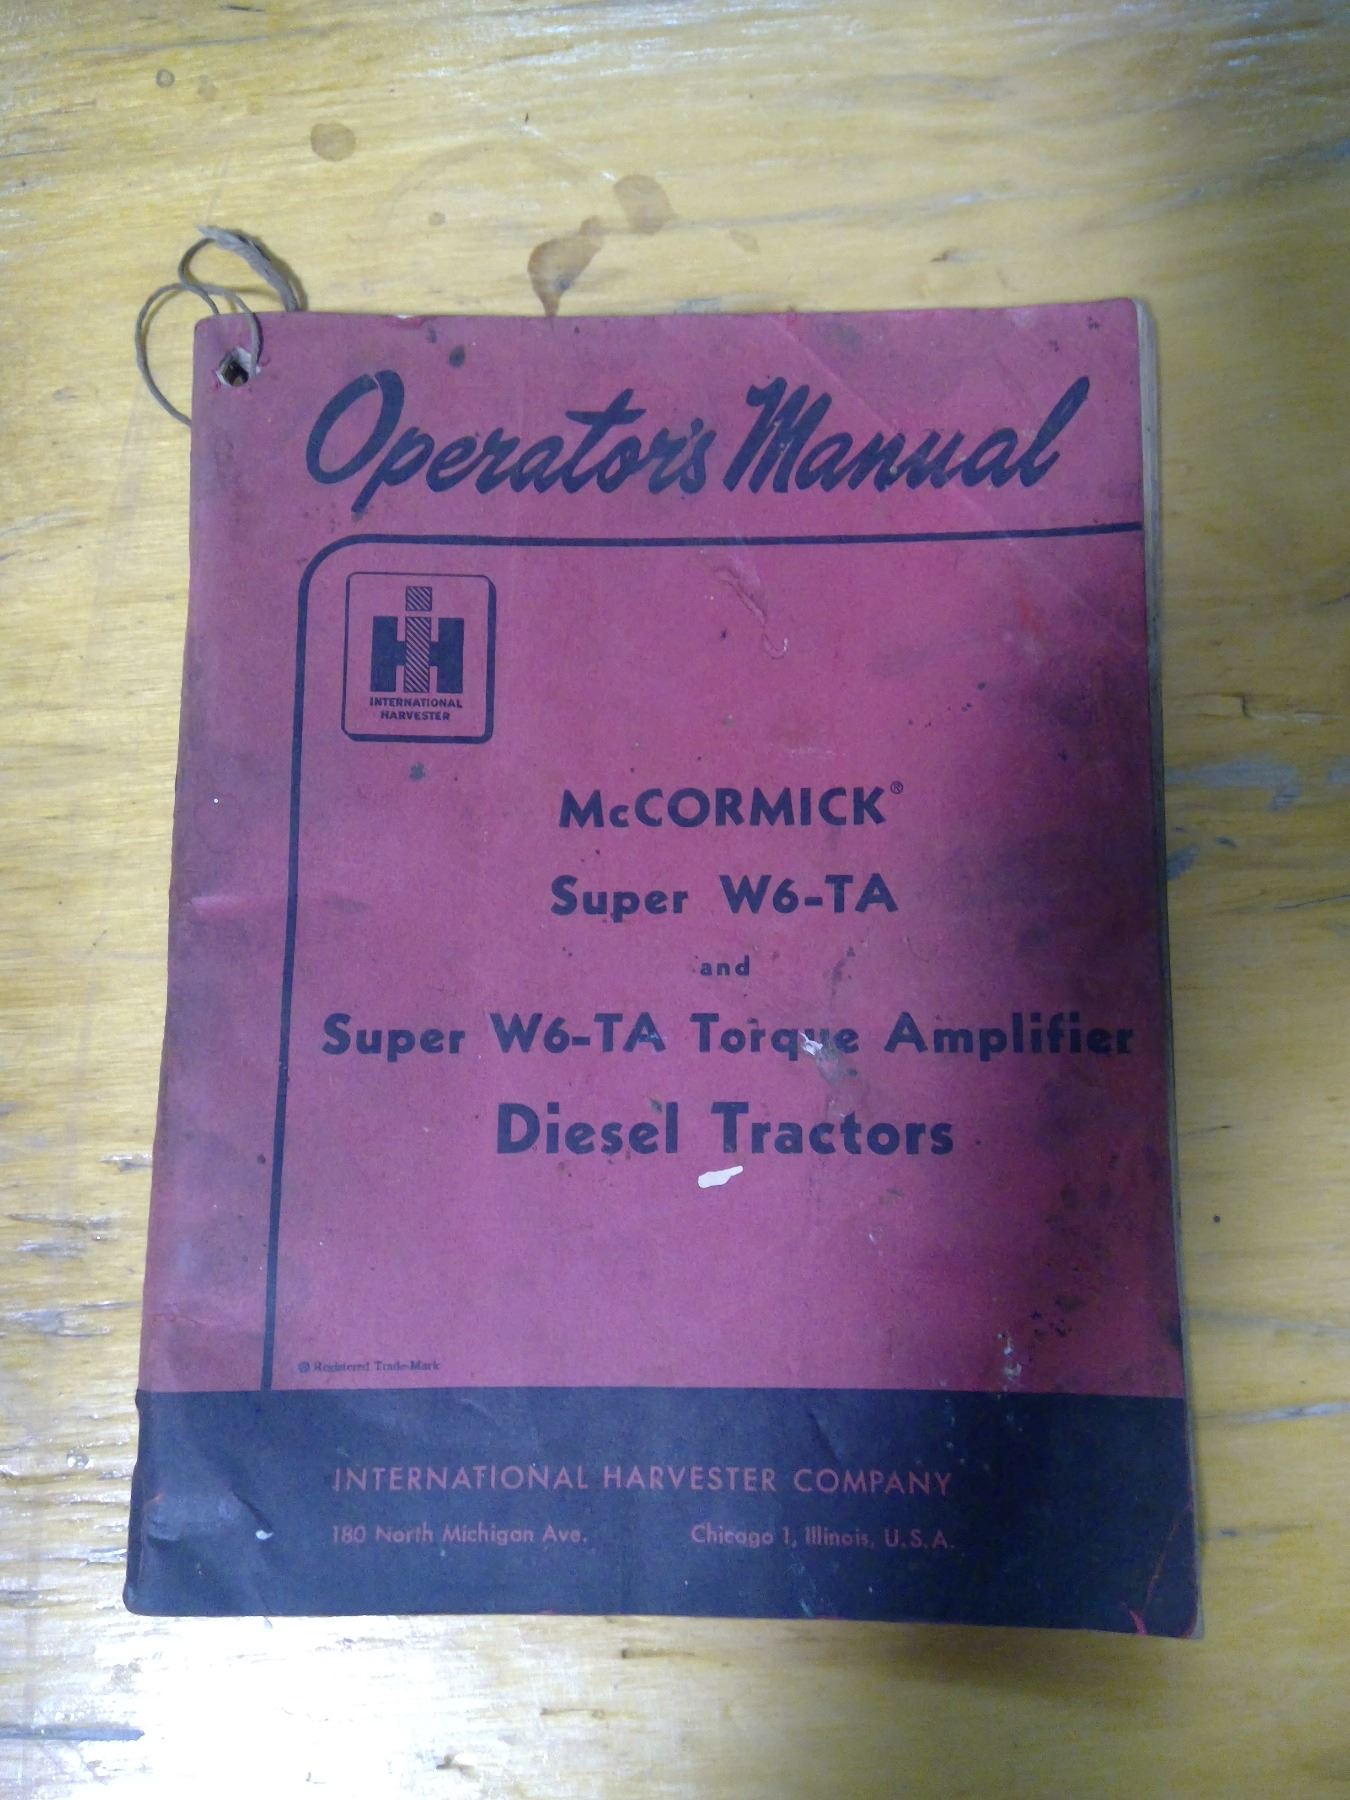 Operator's Manual
IH
INTERNATIONAL
HARVESTER
McCORMICK®
Super W6-TA
and
Super W6-TA Torque Amplifier
Diesel Tractors
® Registered Trade-Mark
INTERNATIONAL HARVESTER COMPANY
180 North Michigan Ave. Chicago 1, Illinois, U.S.A.